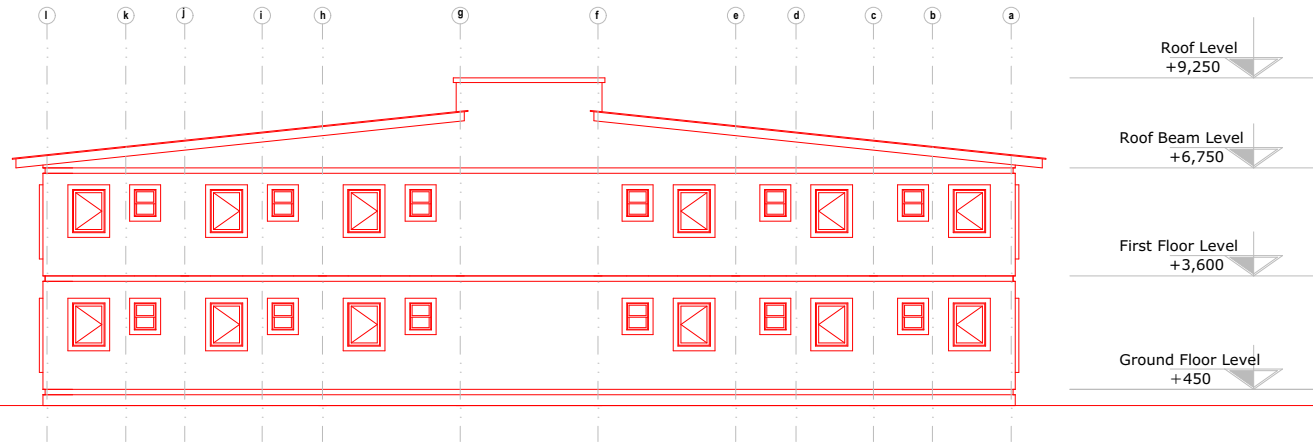 l k j i h g f e d c b a
Roof Level
+9,250
Roof Beam Level
+6,750
First Floor Level
+3,600
Ground Floor Level
+450